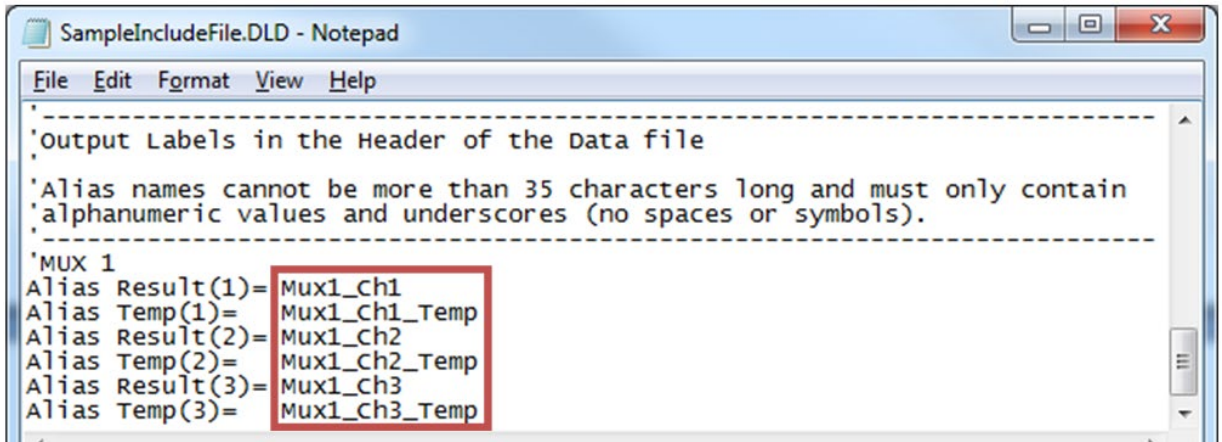 SampleIncludeFile.DLD - Notepad
File Edit Format View Help
'---------------------------------------------------------------------------
'Output Labels in the Header of the Data file
'
'Alias names cannot be more than 35 characters long and must only contain
'alphanumeric values and underscores (no spaces or symbols).
'---------------------------------------------------------------------------
'MUX 1
Alias Result(1)= Mux1_Ch1
Alias Temp(1)= Mux1_Ch1_Temp
Alias Result(2)= Mux1_Ch2
Alias Temp(2)= Mux1_Ch2_Temp
Alias Result(3)= Mux1_Ch3
Alias Temp(3)= Mux1_Ch3_Temp